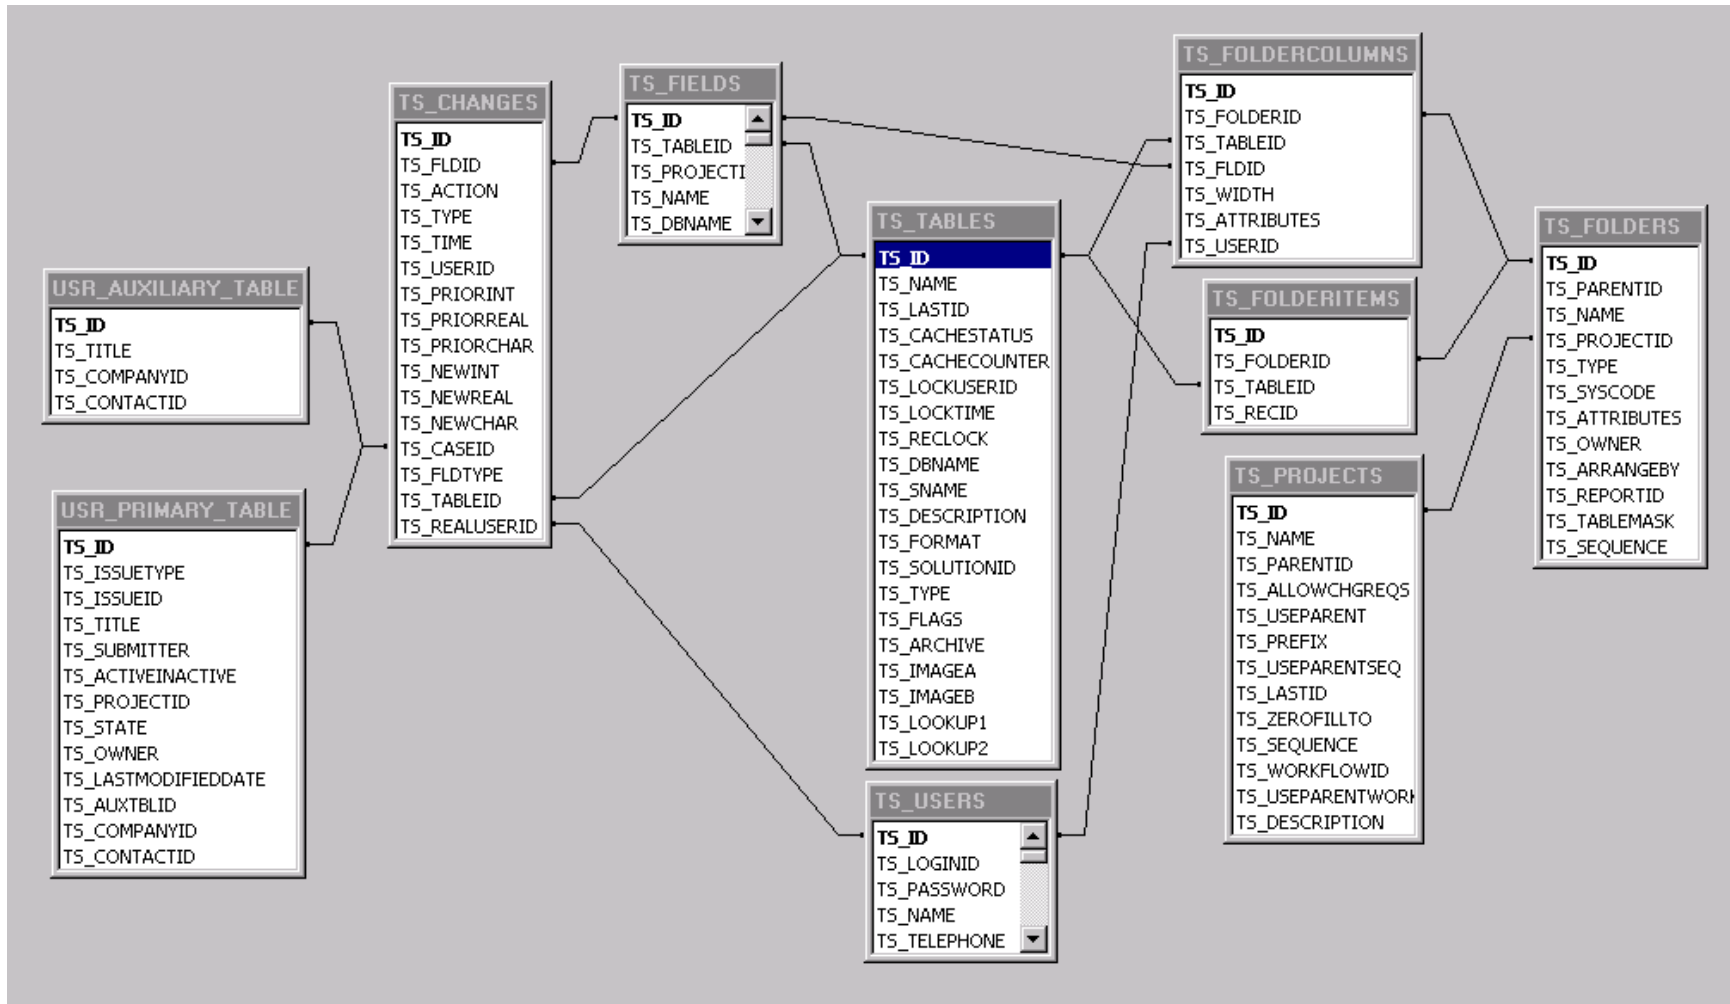 TS_CHANGES
TS_ID
TS_FLDID
TS_ACTION
TS_TYPE
TS_TIME
TS_USERID
TS_PRIORINT
TS_PRIORREAL
TS_PRIORCHAR
TS_NEWINT
TS_NEWREAL
TS_NEWCHAR
TS_CASEID
TS_FLDTYPE
TS_TABLEID
TS_REALUSERID
TS_FIELDS
TS_ID
TS_TABLEID
TS_PROJECTI
TS_NAME
TS_DBNAME
TS_FOLDERCOLUMNS
TS_ID
TS_FOLDERID
TS_TABLEID
TS_FLDID
TS_WIDTH
TS_ATTRIBUTES
TS_USERID
USR_AUXILIARY_TABLE
TS_ID
TS_TITLE
TS_COMPANYID
TS_CONTACTID
USR_PRIMARY_TABLE
TS_ID
TS_ISSUETYPE
TS_ISSUEID
TS_TITLE
TS_SUBMITTER
TS_ACTIVEINACTIVE
TS_PROJECTID
TS_STATE
TS_OWNER
TS_LASTMODIFIEDDATE
TS_AUXTBLID
TS_COMPANYID
TS_CONTACTID
TS_TABLES
TS_ID
TS_NAME
TS_LASTID
TS_CACHESTATUS
TS_CACHECOUNTER
TS_LOCKUSERID
TS_LOCKTIME
TS_RECLOCK
TS_DBNAME
TS_SNAME
TS_DESCRIPTION
TS_FORMAT
TS_SOLUTIONID
TS_TYPE
TS_FLAGS
TS_ARCHIVE
TS_IMAGEA
TS_IMAGEB
TS_LOOKUP1
TS_LOOKUP2
TS_USERS
TS_ID
TS_LOGINID
TS_PASSWORD
TS_NAME
TS_TELEPHONE
TS_FOLDERITEMS
TS_ID
TS_FOLDERID
TS_TABLEID
TS_RECID
TS_PROJECTS
TS_ID
TS_NAME
TS_PARENTID
TS_ALLOWCHGREQS
TS_USEPARENT
TS_PREFIX
TS_USEPARENTSEQ
TS_LASTID
TS_ZEROFILLTO
TS_SEQUENCE
TS_WORKFLOWID
TS_USEPARENTWORK
TS_DESCRIPTION
TS_FOLDERS
TS_ID
TS_PARENTID
TS_NAME
TS_PROJECTID
TS_TYPE
TS_SYSCODE
TS_ATTRIBUTES
TS_OWNER
TS_ARRANGEBY
TS_REPORTID
TS_TABLEMASK
TS_SEQUENCE